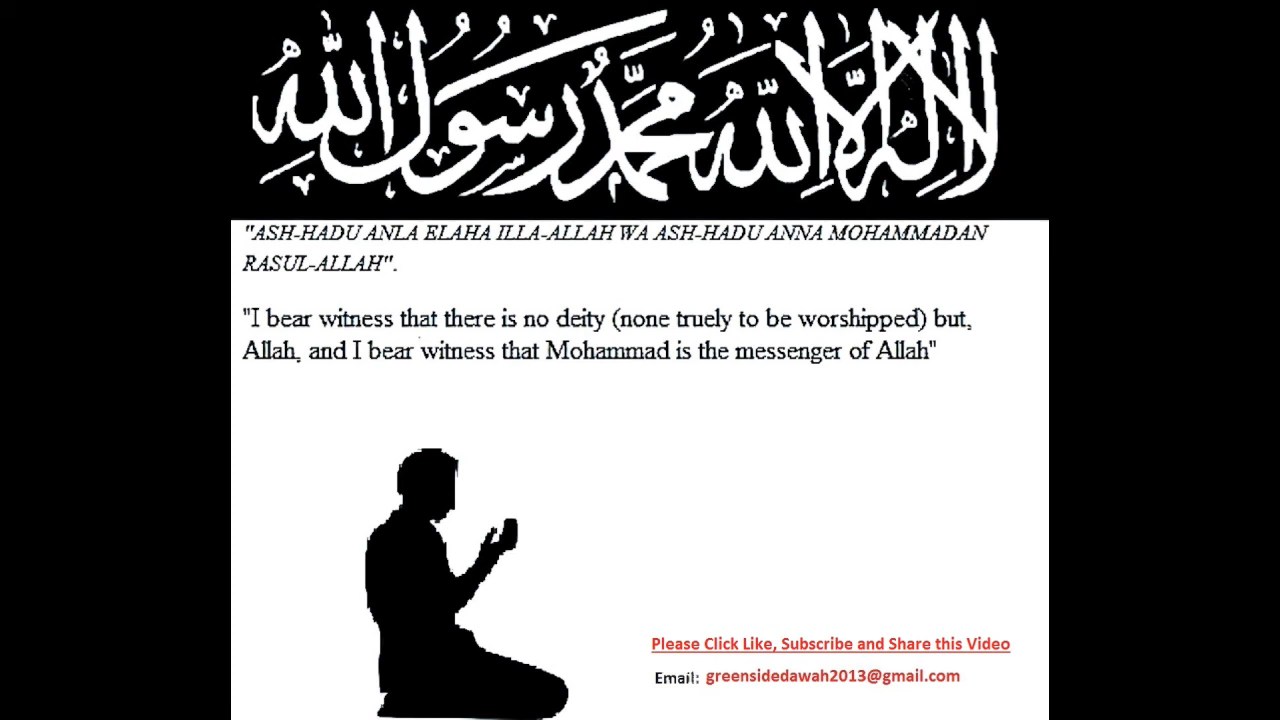 لا إله إلا الله محمد رسول الله
"ASH-HADU ANLA ELAHA ILLA-ALLAH WA ASH-HADU ANNA MOHAMMADAN
RASUL-ALLAH".
"I bear witness that there is no deity (none truely to be worshipped) but,
Allah, and I bear witness that Mohammad is the messenger of Allah"
Please Click Like, Subscribe and Share this Video
Email: greensidedawah2013@gmail.com